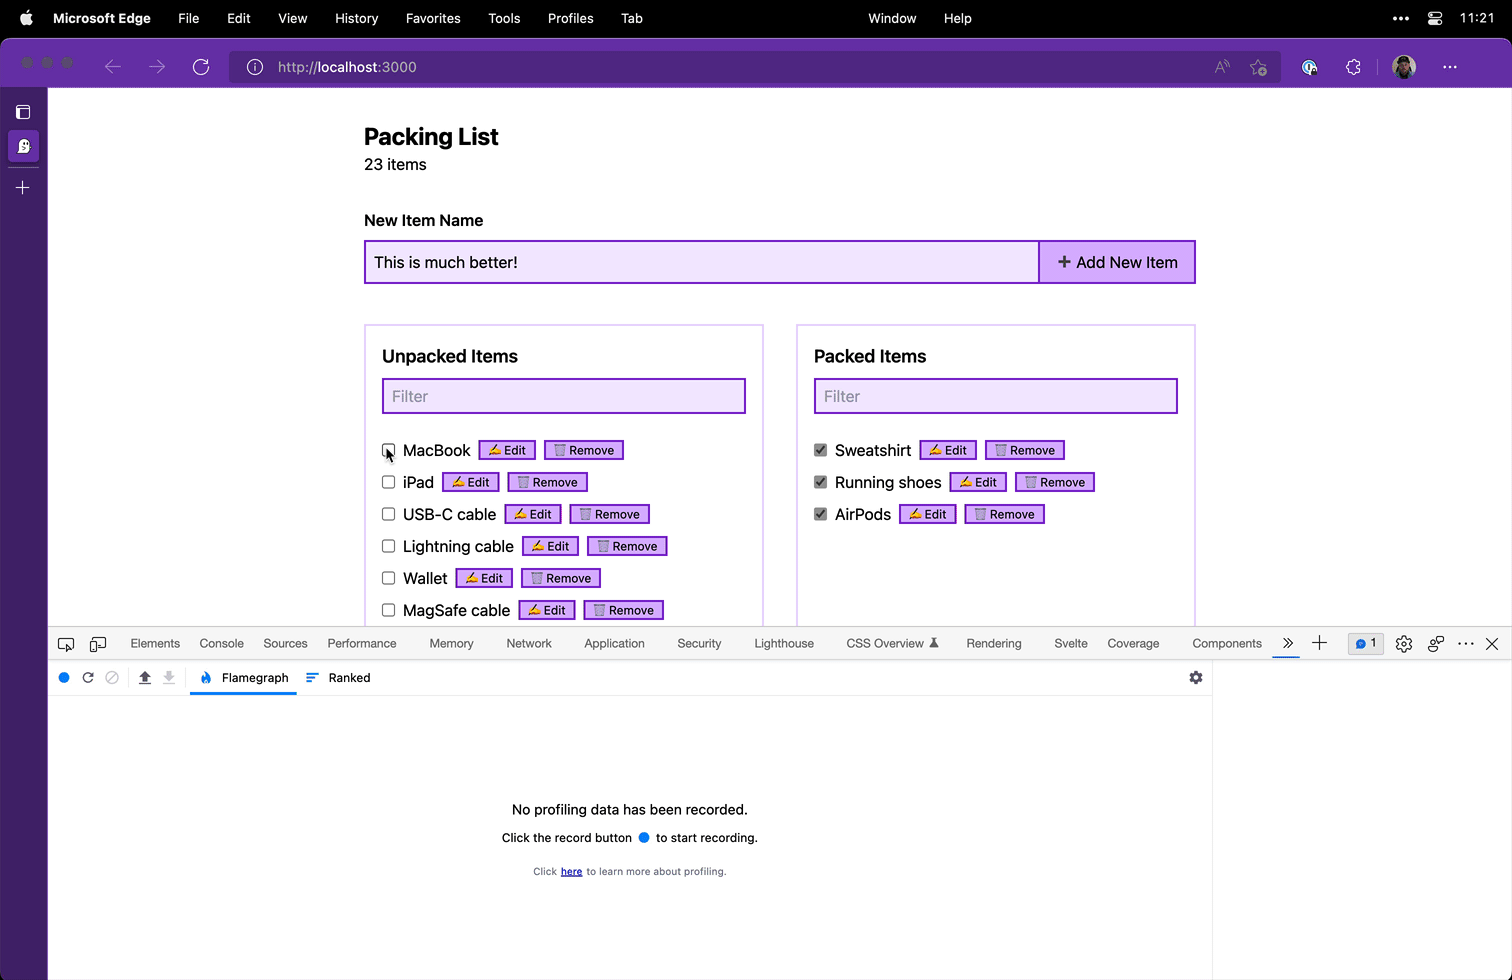 Microsoft Edge File Edit View History Favorites Tools Profiles Tab Window Help 11:21
http://localhost:3000
Packing List
23 items
New Item Name
This is much better!
+ Add New Item
Unpacked Items
Filter
MacBook Edit Remove
iPad Edit Remove
USB-C cable Edit Remove
Lightning cable Edit Remove
Wallet Edit Remove
MagSafe cable Edit Remove
Packed Items
Filter
Sweatshirt Edit Remove
Running shoes Edit Remove
AirPods Edit Remove
Elements Console Sources Performance Memory Network Application Security Lighthouse CSS Overview Rendering Svelte Coverage Components 1
Flamegraph Ranked
No profiling data has been recorded.
Click the record button to start recording.
Click here to learn more about profiling.